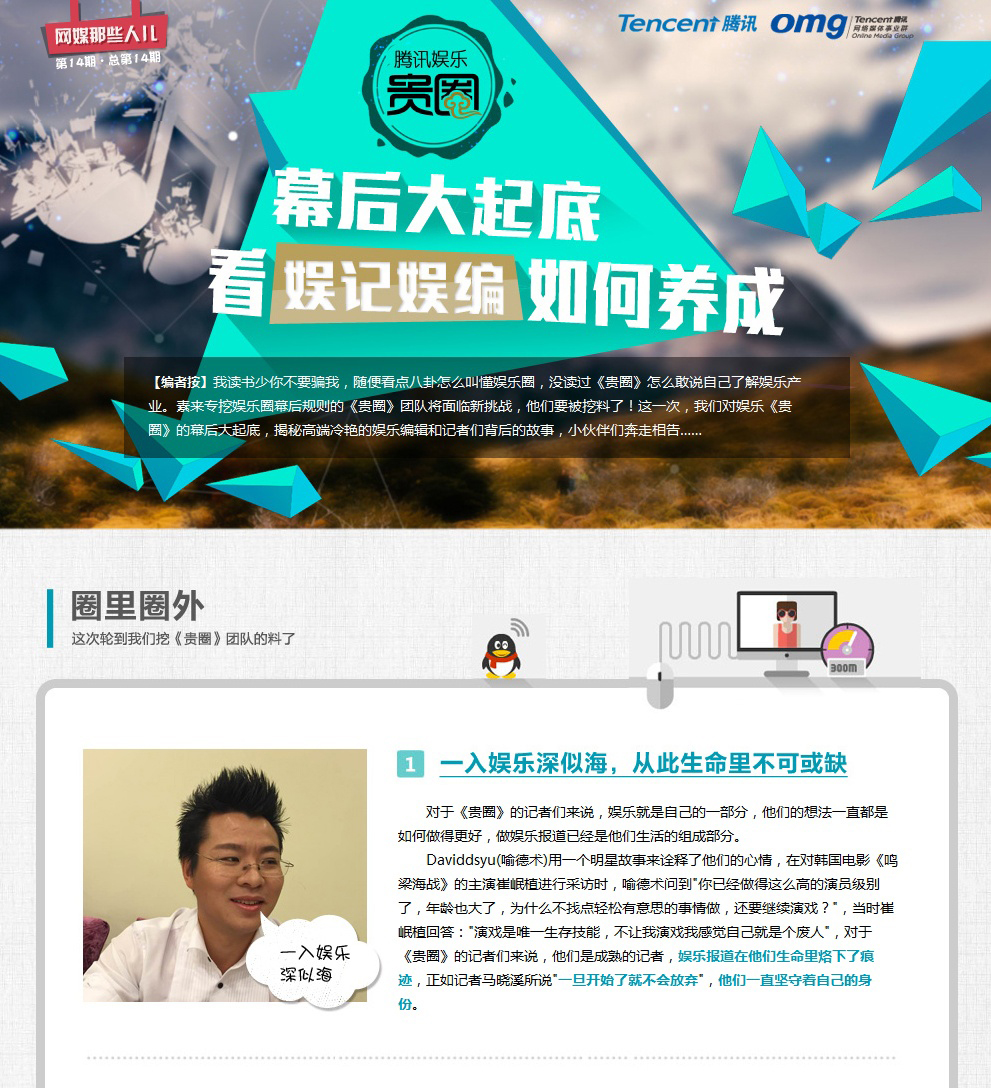 网媒那些人儿
第14期·总第14期
Tencent 腾讯
omg Tencent 腾讯
网络媒体事业群
Online Media Group
腾讯娱乐
贵圈
幕后大起底
看娱记娱编如何养成
【编者按】我读书少你不要骗我，随便看点八卦怎么叫懂娱乐圈，没读过《贵圈》怎么敢说自己了解娱乐产
业。素来专挖娱乐圈幕后规则的《贵圈》团队将面临新挑战，他们要被挖料了！这一次，我们对娱乐《贵
圈》的幕后大起底，揭秘高端冷艳的娱乐编辑和记者们背后的故事，小伙伴们奔走相告......
圈里圈外
这次轮到我们挖《贵圈》团队的料了
300m
1 一入娱乐深似海，从此生命里不可或缺
对于《贵圈》的记者们来说，娱乐就是自己的一部分，他们的想法一直都是
如何做得更好，做娱乐报道已经是他们生活的组成部分。
Daviddsyu(喻德术)用一个明星故事来诠释了他们的心情，在对韩国电影《鸣
梁海战》的主演崔岷植进行采访时，喻德术问到"你已经做得这么高的演员级别
了，年龄也大了，为什么不找点轻松有意思的事情做，还要继续演戏？"，当时崔
岷植回答："演戏是唯一生存技能，不让我演戏我感觉自己就是个废人"，对于
《贵圈》的记者们来说，他们是成熟的记者，娱乐报道在他们生命里烙下了痕
迹，正如记者马晓溪所说"一旦开始了就不会放弃"，他们一直坚守着自己的身
份。
一入娱乐
深似海